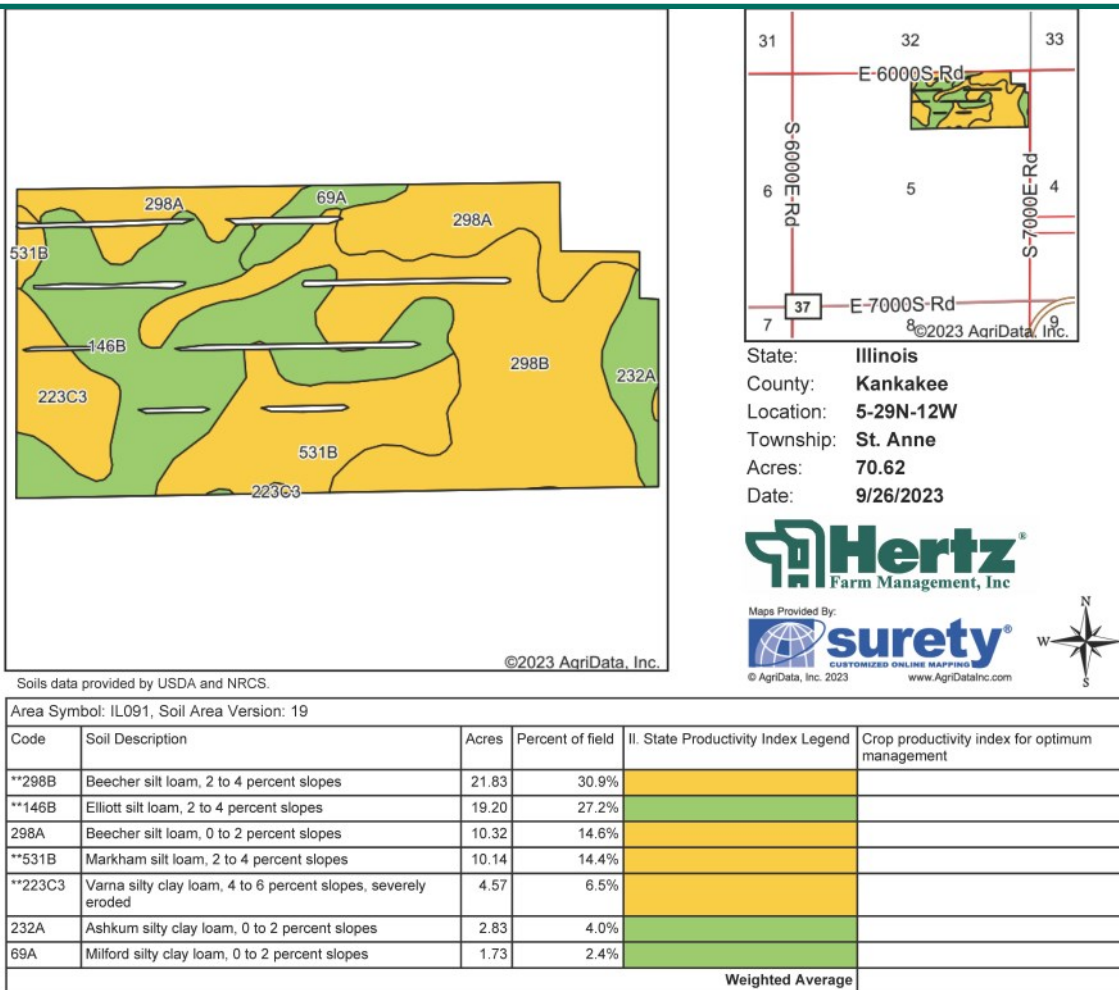 298A
69A
298A
531B
146B
223C3
298B
232A
531B
223C3
©2023 AgriData, Inc.
Soils data provided by USDA and NRCS.
31
32
33
E 6000S Rd
S 6000E Rd
6
5
4
S 7000E Rd
37
E 7000S Rd
7
8
9
©2023 AgriData, Inc.
State: Illinois
County: Kankakee
Location: 5-29N-12W
Township: St. Anne
Acres: 70.62
Date: 9/26/2023
Hertz®
Farm Management, Inc
Maps Provided By:
surety®
CUSTOMIZED ONLINE MAPPING
© AgriData, Inc. 2023 www.AgriDataInc.com
N
W
E
S
Area Symbol: IL091, Soil Area Version: 19
Code Soil Description Acres Percent of field II. State Productivity Index Legend Crop productivity index for optimum
management
**298B Beecher silt loam, 2 to 4 percent slopes 21.83 30.9%
**146B Elliott silt loam, 2 to 4 percent slopes 19.20 27.2%
298A Beecher silt loam, 0 to 2 percent slopes 10.32 14.6%
**531B Markham silt loam, 2 to 4 percent slopes 10.14 14.4%
**223C3 Varna silty clay loam, 4 to 6 percent slopes, severely
eroded 4.57 6.5%
232A Ashkum silty clay loam, 0 to 2 percent slopes 2.83 4.0%
69A Milford silty clay loam, 0 to 2 percent slopes 1.73 2.4%
Weighted Average